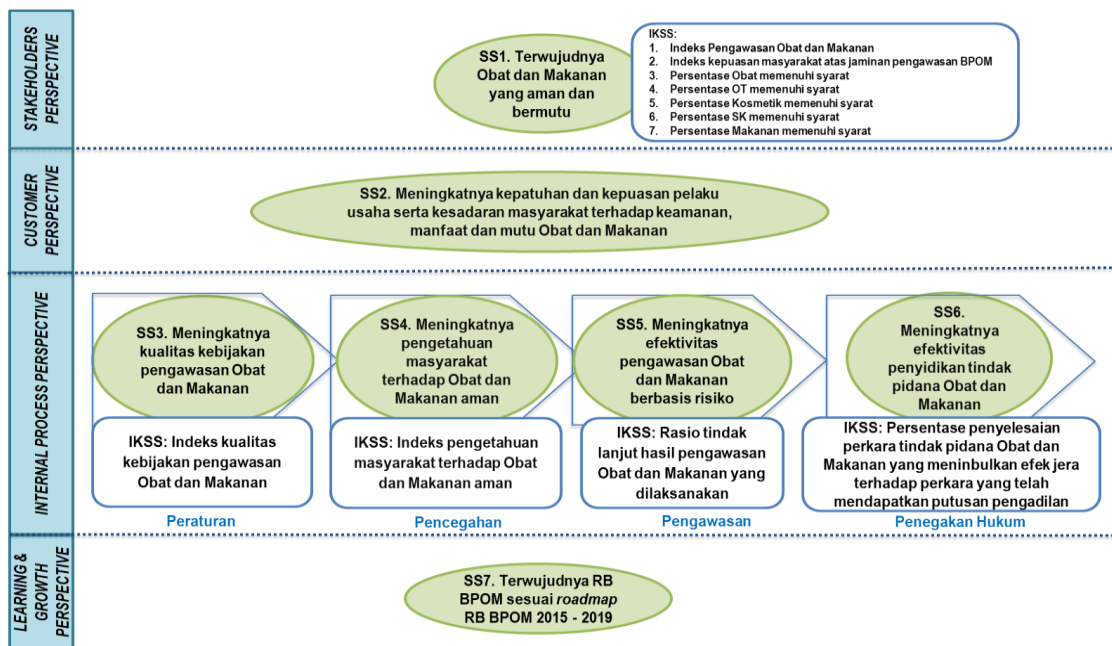 STAKEHOLDERS
PERSPECTIVE
SS1. Terwujudnya
Obat dan Makanan
yang aman dan
bermutu
IKSS:
1. Indeks Pengawasan Obat dan Makanan
2. Indeks kepuasan masyarakat atas jaminan pengawasan BPOM
3. Persentase Obat memenuhi syarat
4. Persentase OT memenuhi syarat
5. Persentase Kosmetik memenuhi syarat
6. Persentase SK memenuhi syarat
7. Persentase Makanan memenuhi syarat
CUSTOMER
PERSPECTIVE
SS2. Meningkatnya kepatuhan dan kepuasan pelaku
usaha serta kesadaran masyarakat terhadap keamanan,
manfaat dan mutu Obat dan Makanan
INTERNAL PROCESS PERSPECTIVE
SS3. Meningkatnya
kualitas kebijakan
pengawasan Obat
dan Makanan
IKSS: Indeks kualitas
kebijakan pengawasan
Obat dan Makanan
Peraturan
SS4. Meningkatnya
pengetahuan
masyarakat
terhadap Obat dan
Makanan aman
IKSS: Indeks pengetahuan
masyarakat terhadap Obat
dan Makanan aman
Pencegahan
SS5. Meningkatnya
efektivitas
pengawasan Obat
dan Makanan
berbasis risiko
IKSS: Rasio tindak
lanjut hasil pengawasan
Obat dan Makanan yang
dilaksanakan
Pengawasan
SS6.
Meningkatnya
efektivitas
penyidikan tindak
pidana Obat dan
Makanan
IKSS: Persentase penyelesaian
perkara tindak pidana Obat dan
Makanan yang meninbulkan efek jera
terhadap perkara yang telah
mendapatkan putusan pengadilan
Penegakan Hukum
LEARNING &
GROWTH
PERSPECTIVE
SS7. Terwujudnya RB
BPOM sesuai roadmap
RB BPOM 2015 - 2019